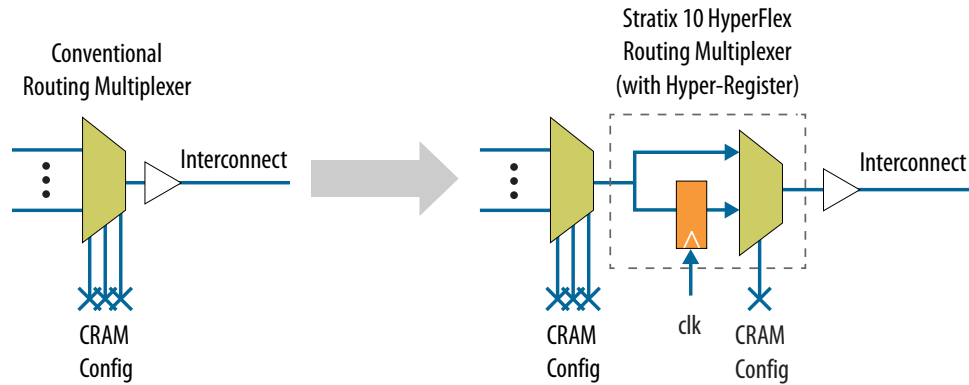 Conventional
Routing Multiplexer
Interconnect
CRAM
Config
Stratix 10 HyperFlex
Routing Multiplexer
(with Hyper-Register)
Interconnect
CRAM
Config
clk
CRAM
Config